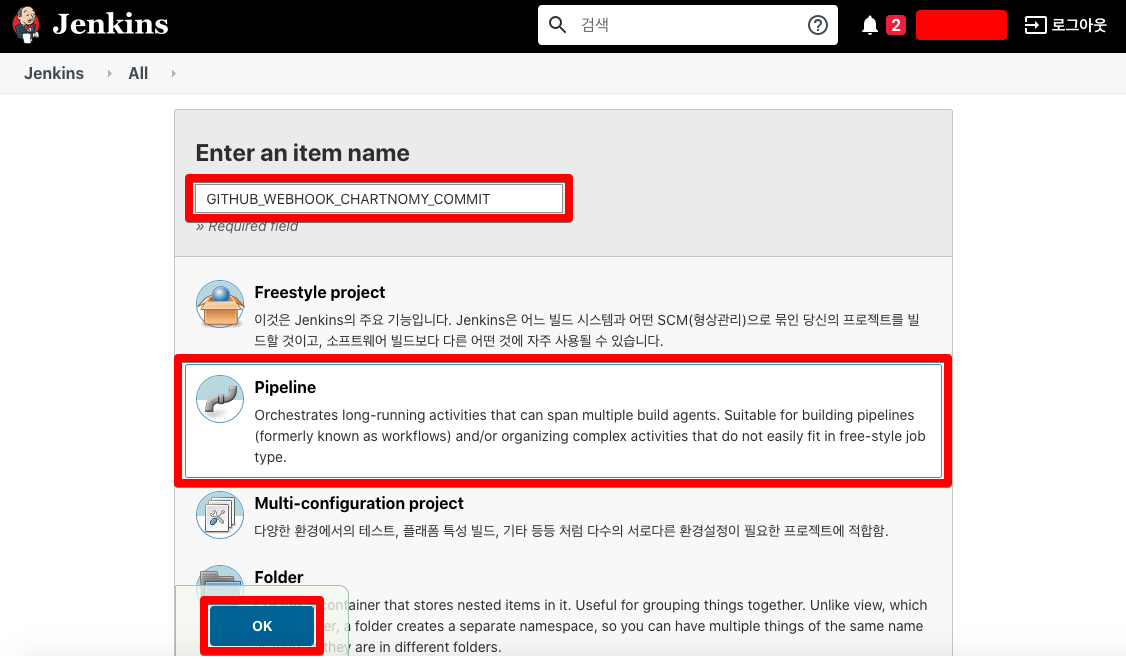 Jenkins
검색
2
로그아웃
Jenkins
All
Enter an item name
GITHUB_WEBHOOK_CHARTNOMY_COMMIT
» Required field
Freestyle project
이것은 Jenkins의 주요 기능입니다. Jenkins은 어느 빌드 시스템과 어떤 SCM(형상관리)으로 묶인 당신의 프로젝트를 빌
드할 것이고, 소프트웨어 빌드보다 다른 어떤 것에 자주 사용될 수 있습니다.
Pipeline
Orchestrates long-running activities that can span multiple build agents. Suitable for building pipelines
(formerly known as workflows) and/or organizing complex activities that do not easily fit in free-style job
type.
Multi-configuration project
다양한 환경에서의 테스트, 플래폼 특성 빌드, 기타 등등 처럼 다수의 서로다른 환경설정이 필요한 프로젝트에 적합함.
Folder
that stores nested items in it. Useful for grouping things together. Unlike view, which
a folder creates a separate namespace, so you can have multiple things of the same name
they are in different folders.
OK